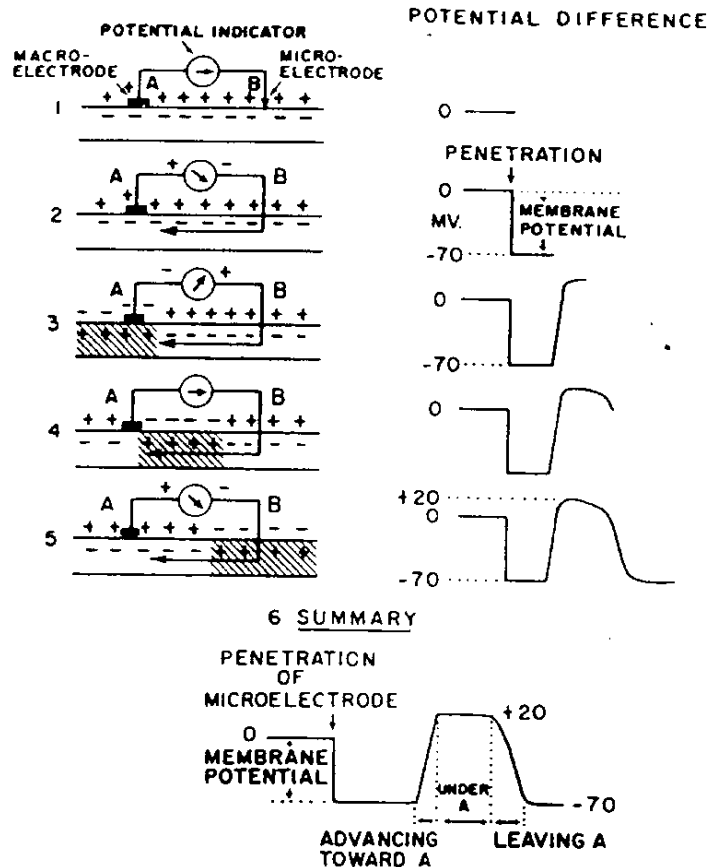 POTENTIAL DIFFERENCE
POTENTIAL INDICATOR
MACRO-
ELECTRODE
MICRO-
ELECTRODE
A
B
+ + + + + + + + +
1
0
A
B
+ -
2
PENETRATION
0
MV.
MEMBRANE
POTENTIAL
-70
A
B
- +
3
0
-70
A
B
4
0
A
B
+ -
5
+20
0
-70
6 SUMMARY
PENETRATION
OF
MICROELECTRODE
0
MEMBRANE
POTENTIAL
+20
UNDER
A
-70
ADVANCING
TOWARD A
LEAVING A